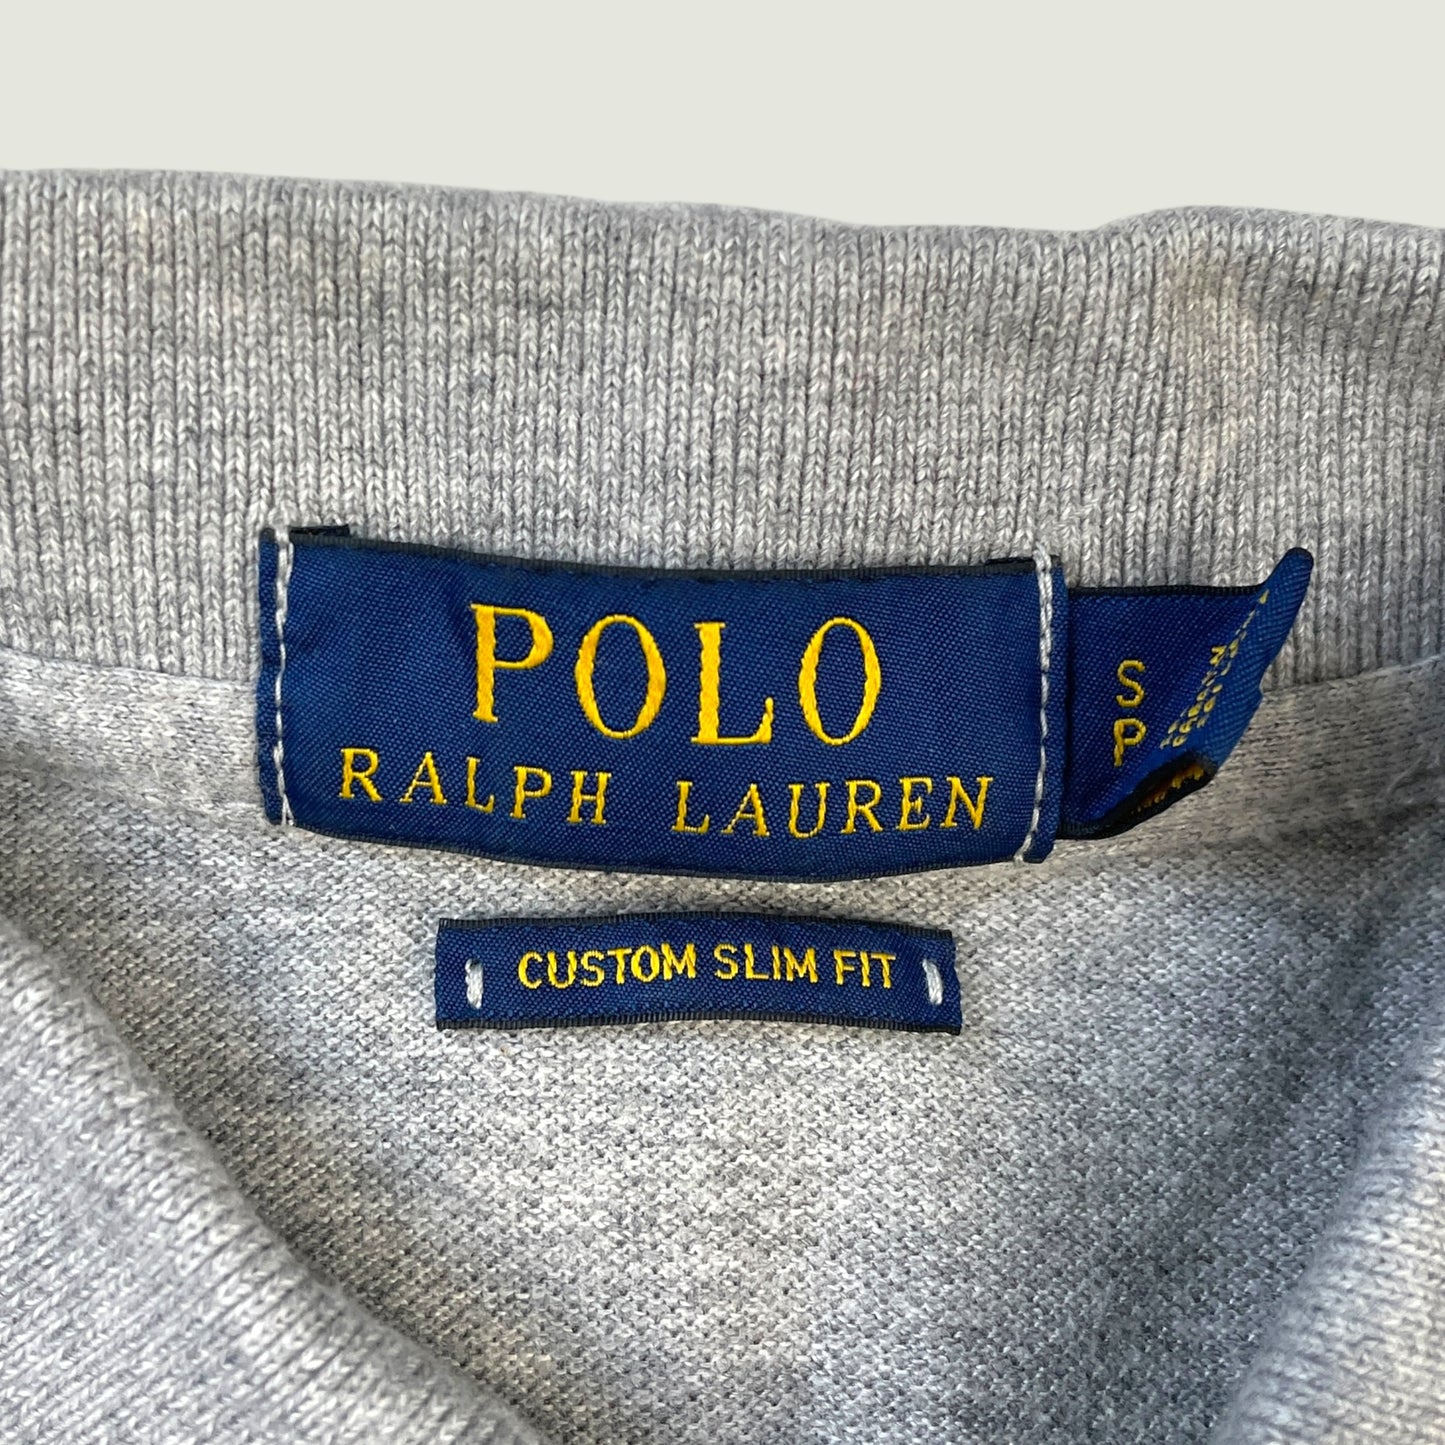 POLO
RALPH LAUREN
S
P
CUSTOM SLIM FIT